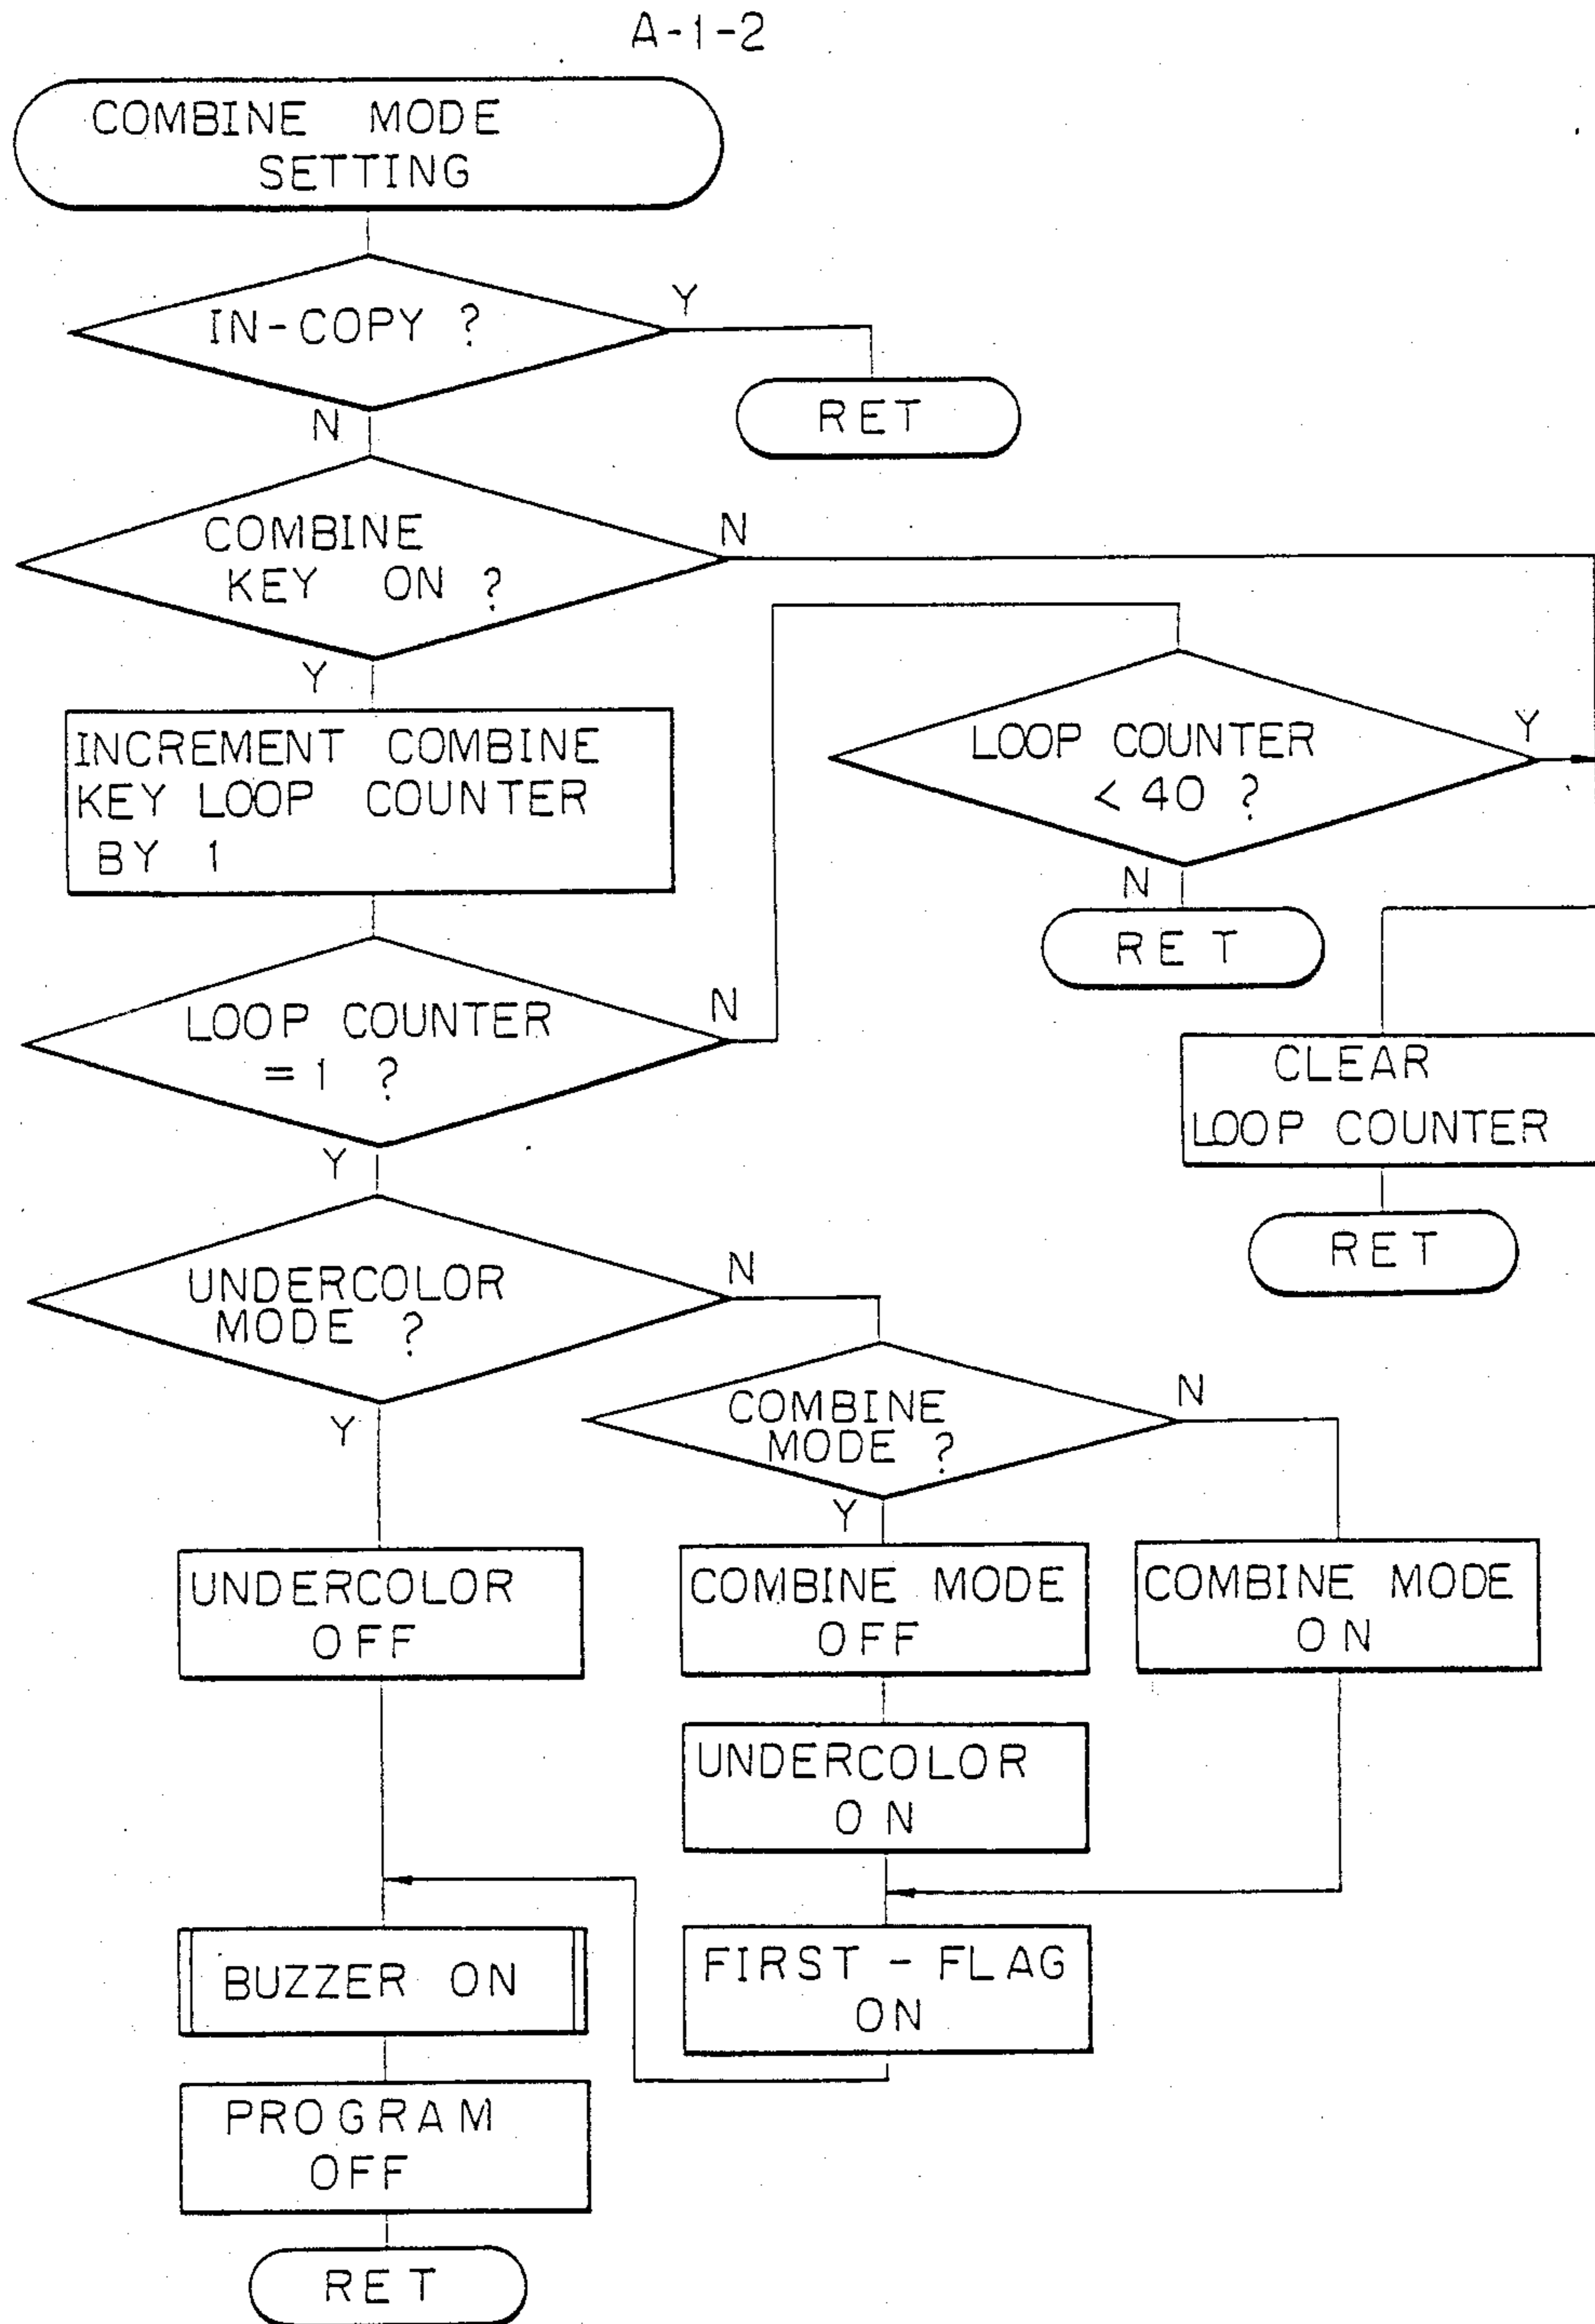 A-1-2
COMBINE MODE
SETTING
IN-COPY ?
Y
RET
N
COMBINE
KEY ON ?
N
Y
INCREMENT COMBINE
KEY LOOP COUNTER
BY 1
LOOP COUNTER
< 40 ?
Y
N
RET
LOOP COUNTER
=1 ?
N
Y
CLEAR
LOOP COUNTER
RET
UNDERCOLOR
MODE ?
N
Y
COMBINE
MODE ?
N
Y
UNDERCOLOR
OFF
COMBINE MODE
OFF
COMBINE MODE
ON
UNDERCOLOR
ON
BUZZER ON
FIRST - FLAG
ON
PROGRAM
OFF
RET